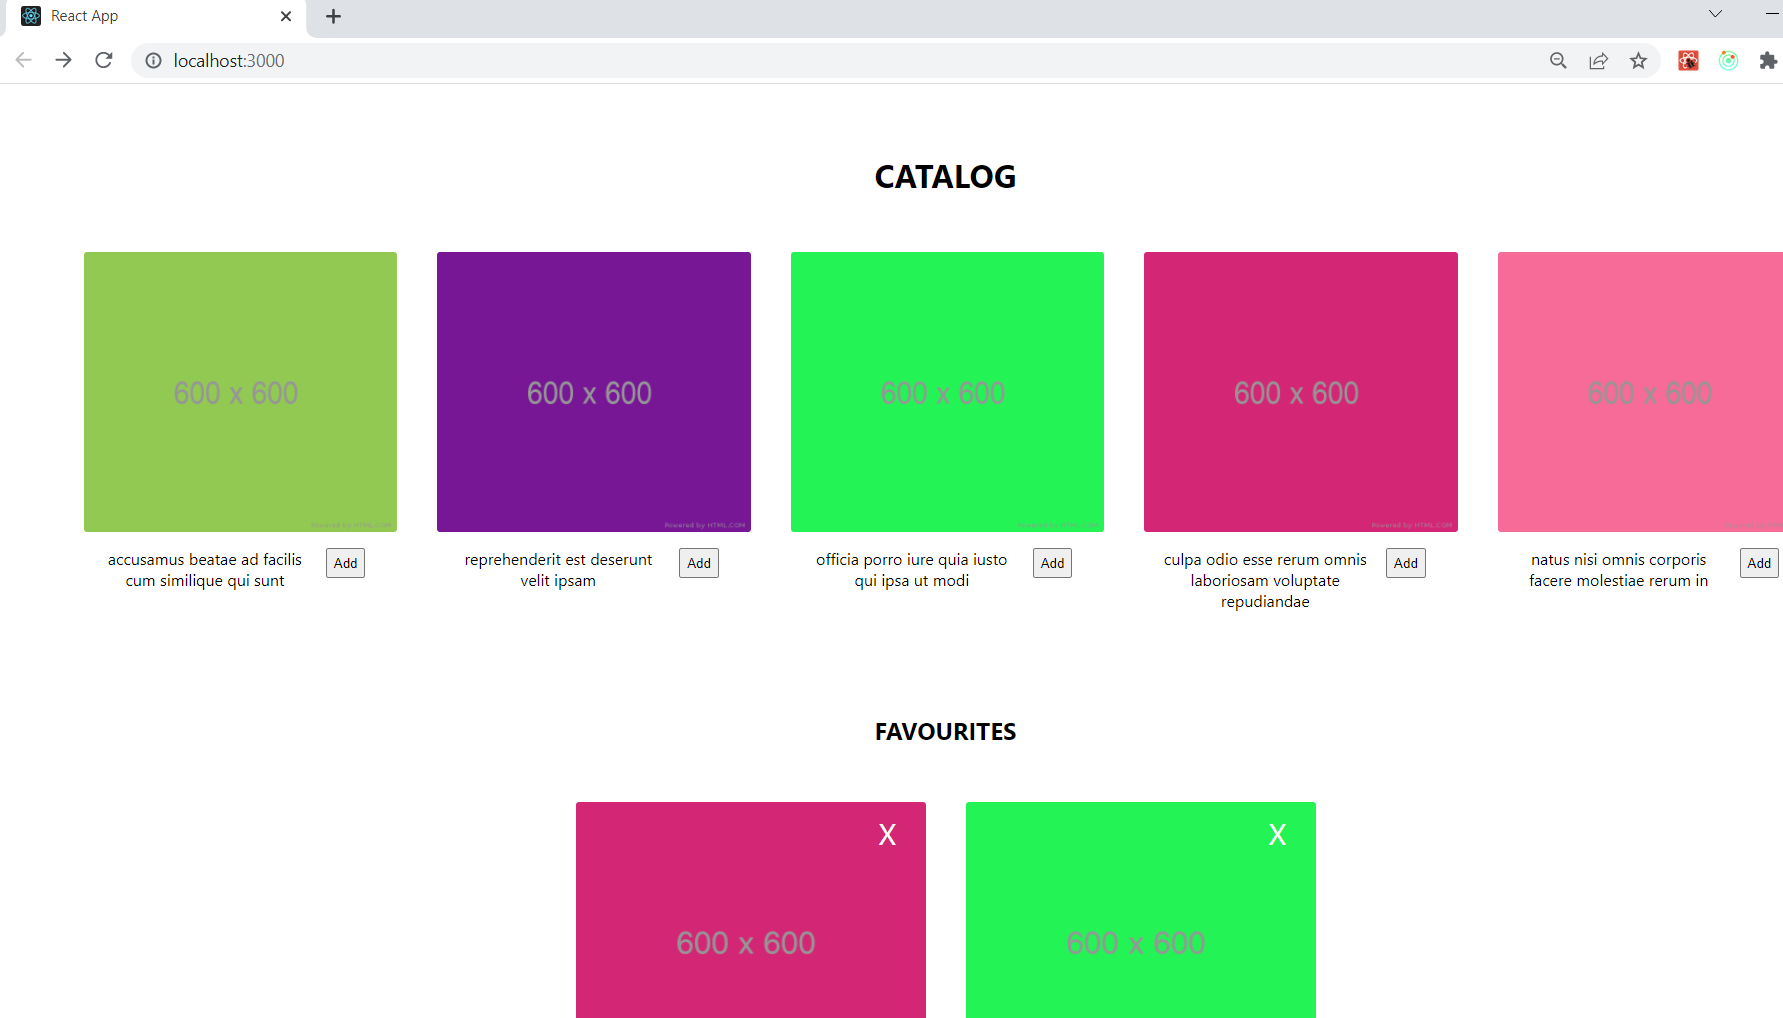 React App
localhost:3000
CATALOG
600 x 600
600 x 600
600 x 600
600 x 600
600 x 600
Powered by HTML.COM
Powered by HTML.COM
Powered by HTML.COM
Powered by HTML.COM
accusamus beatae ad facilis
cum similique qui sunt
Add
reprehenderit est deserunt
velit ipsam
Add
officia porro iure quia iusto
qui ipsa ut modi
Add
culpa odio esse rerum omnis
laboriosam voluptate
repudiandae
Add
natus nisi omnis corporis
facere molestiae rerum in
Add
FAVOURITES
X
X
600 x 600
600 x 600